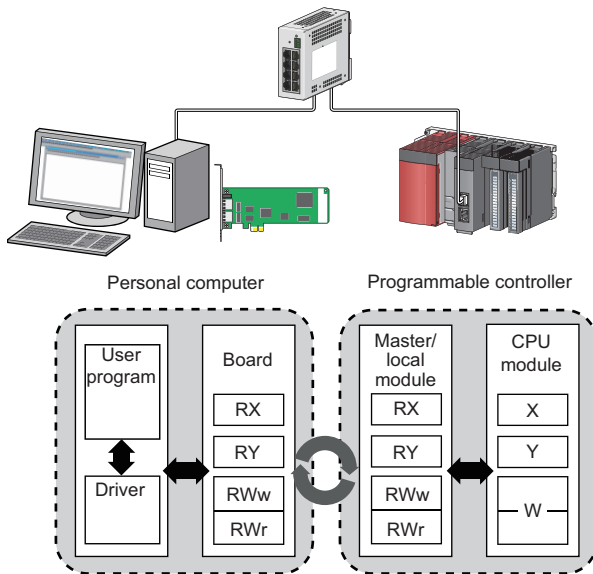 Personal computer
Programmable controller
User
program
Driver
Board
RX
RY
RWw
RWr
Master/
local
module
RX
RY
RWw
RWr
CPU
module
X
Y
W